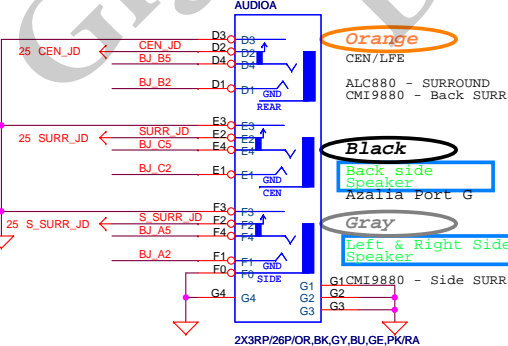 AUDIOA
D3 D3
Orange
25 CEN_JD CEN_JD D2 D2
BJ_B5 D4 D4
CEN/LFE
ALC880 - SURROUND
BJ_B2 D1 D1 GND
CMI9880 - Back SURR
REAR
E3 E3
25 SURR_JD SURR_JD E2 E2
BJ_C5 E4 E4
Black
Back side
Speaker
BJ_C2 E1 E1 GND
CEN
Azalia Port G
F3 F3
25 S_SURR_JD S_SURR_JD F2 F2
BJ_A5 F4 F4
Gray
Left & Right Side
Speaker
BJ_A2 F1 F1 GND
F0 F0 SIDE
G1 G1 CMI9880 - Side SURR
G4 G4 G2 G2
G3 G3
2X3RP/26P/OR,BK,GY,BU,GE,PK/RA